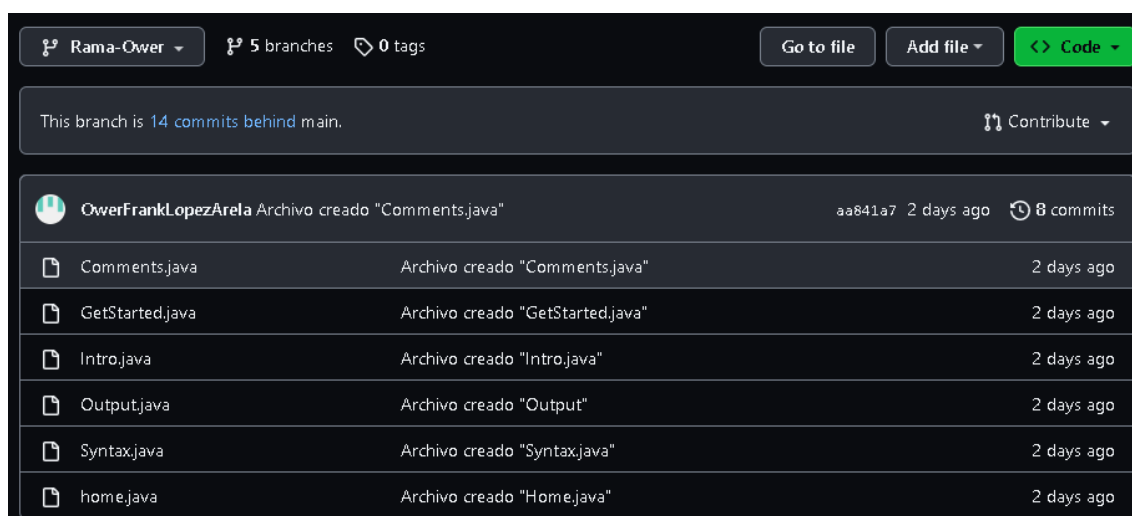 Rama-Ower 5 branches 0 tags Go to file Add file Code
This branch is 14 commits behind main. Contribute
OwerFrankLopezArela Archivo creado "Comments.java" aa841a7 2 days ago 8 commits
Comments.java Archivo creado "Comments.java" 2 days ago
GetStarted.java Archivo creado "GetStarted.java" 2 days ago
Intro.java Archivo creado "Intro.java" 2 days ago
Output.java Archivo creado "Output" 2 days ago
Syntax.java Archivo creado "Syntax.java" 2 days ago
home.java Archivo creado "Home.java" 2 days ago